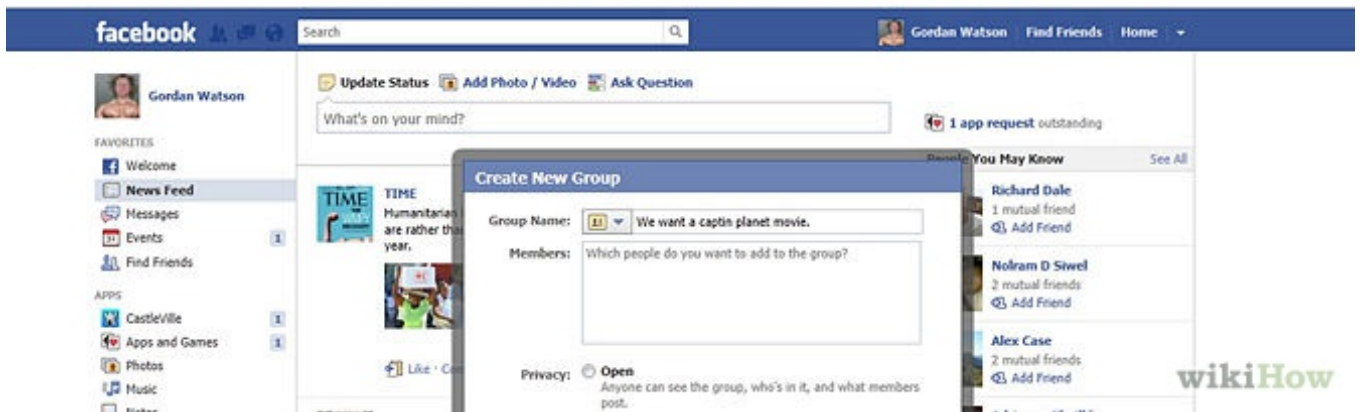 facebook
Search
Gordan Watson Find Friends Home
Gordan Watson
FAVORITES
Welcome
News Feed
Messages
Events 1
Find Friends
APPS
CastleVille 1
Apps and Games 1
Photos
Music
Update Status Add Photo / Video Ask Question
What's on your mind?
TIME
TIME
Humanitarian
are rather
year.
Like ·
Create New Group
Group Name: We want a captin planet movie.
Members: Which people do you want to add to the group?
Privacy: Open
Anyone can see the group, who's in it, and what members
post.
1 app request outstanding
People You May Know See All
Richard Dale
1 mutual friend
Add Friend
Nolram D Siwel
2 mutual friends
Add Friend
Alex Case
2 mutual friends
Add Friend
wikiHow